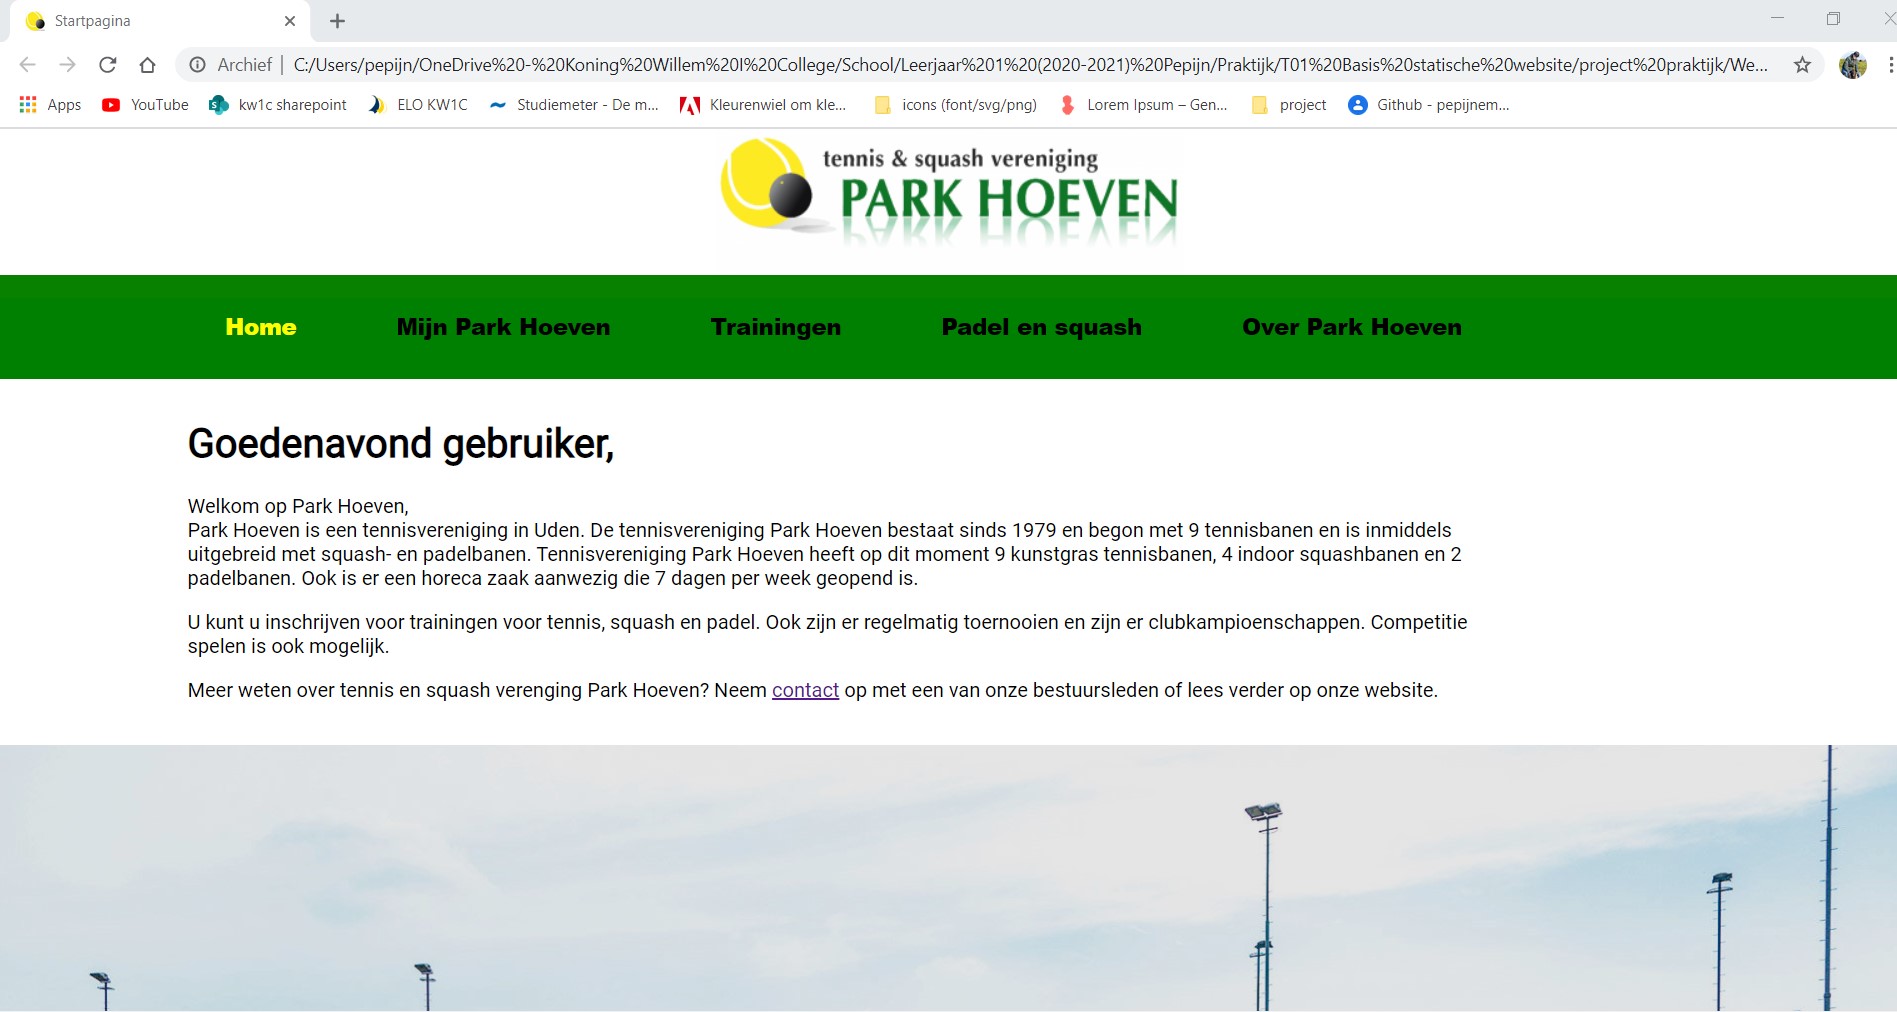 Startpagina
Archief | C:/Users/pepijn/OneDrive%20-%20Koning%20Willem%20I%20College/School/Leerjaar%201%20(2020-2021)%20Pepijn/Praktijk/T01%20Basis%20statische%20website/project%20praktijk/We...
Apps YouTube kw1c sharepoint ELO KW1C Studiemeter - De m... Kleurenwiel om kle... icons (font/svg/png) Lorem Ipsum – Gen... project Github - pepijnem...
tennis & squash vereniging
PARK HOEVEN
Home Mijn Park Hoeven Trainingen Padel en squash Over Park Hoeven
Goedenavond gebruiker,
Welkom op Park Hoeven,
Park Hoeven is een tennisvereniging in Uden. De tennisvereniging Park Hoeven bestaat sinds 1979 en begon met 9 tennisbanen en is inmiddels
uitgebreid met squash- en padelbanen. Tennisvereniging Park Hoeven heeft op dit moment 9 kunstgras tennisbanen, 4 indoor squashbanen en 2
padelbanen. Ook is er een horeca zaak aanwezig die 7 dagen per week geopend is.
U kunt u inschrijven voor trainingen voor tennis, squash en padel. Ook zijn er regelmatig toernooien en zijn er clubkampioenschappen. Competitie
spelen is ook mogelijk.
Meer weten over tennis en squash verenging Park Hoeven? Neem contact op met een van onze bestuursleden of lees verder op onze website.